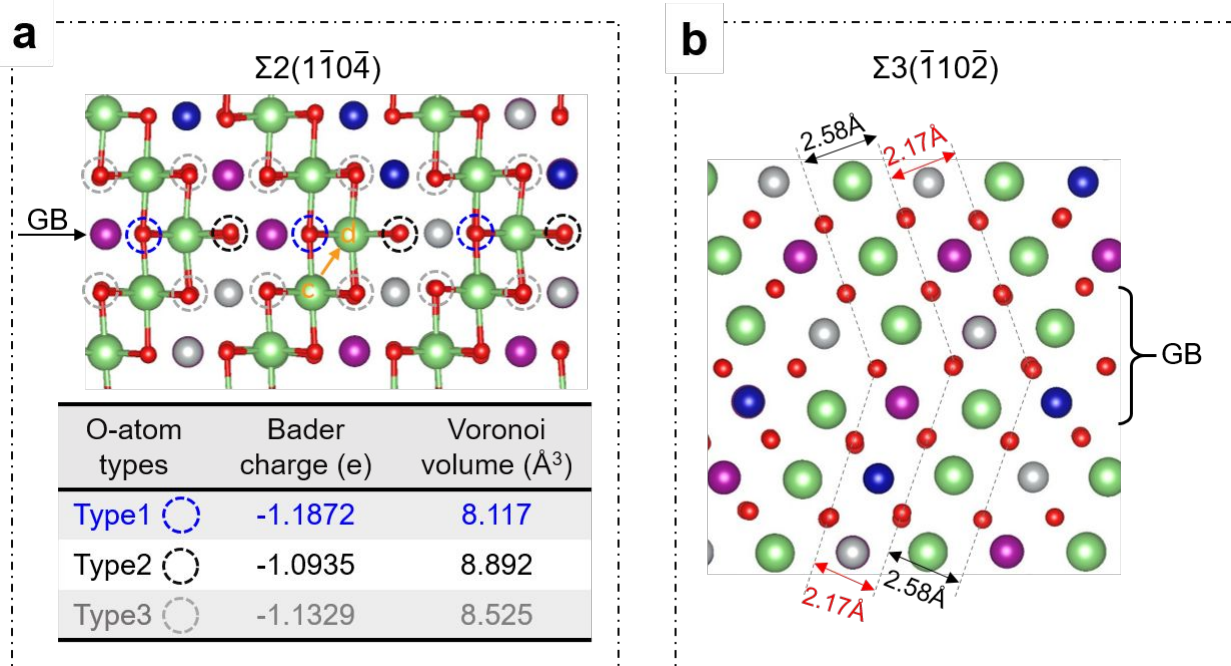 a
Σ2(11̅04̅)
GB
d
c
O-atom types
Bader charge (e)
Voronoi volume (Å³)
Type1 -1.1872 8.117
Type2 -1.0935 8.892
Type3 -1.1329 8.525
b
Σ3(1̅102̅)
2.58Å
2.17Å
GB
2.17Å
2.58Å